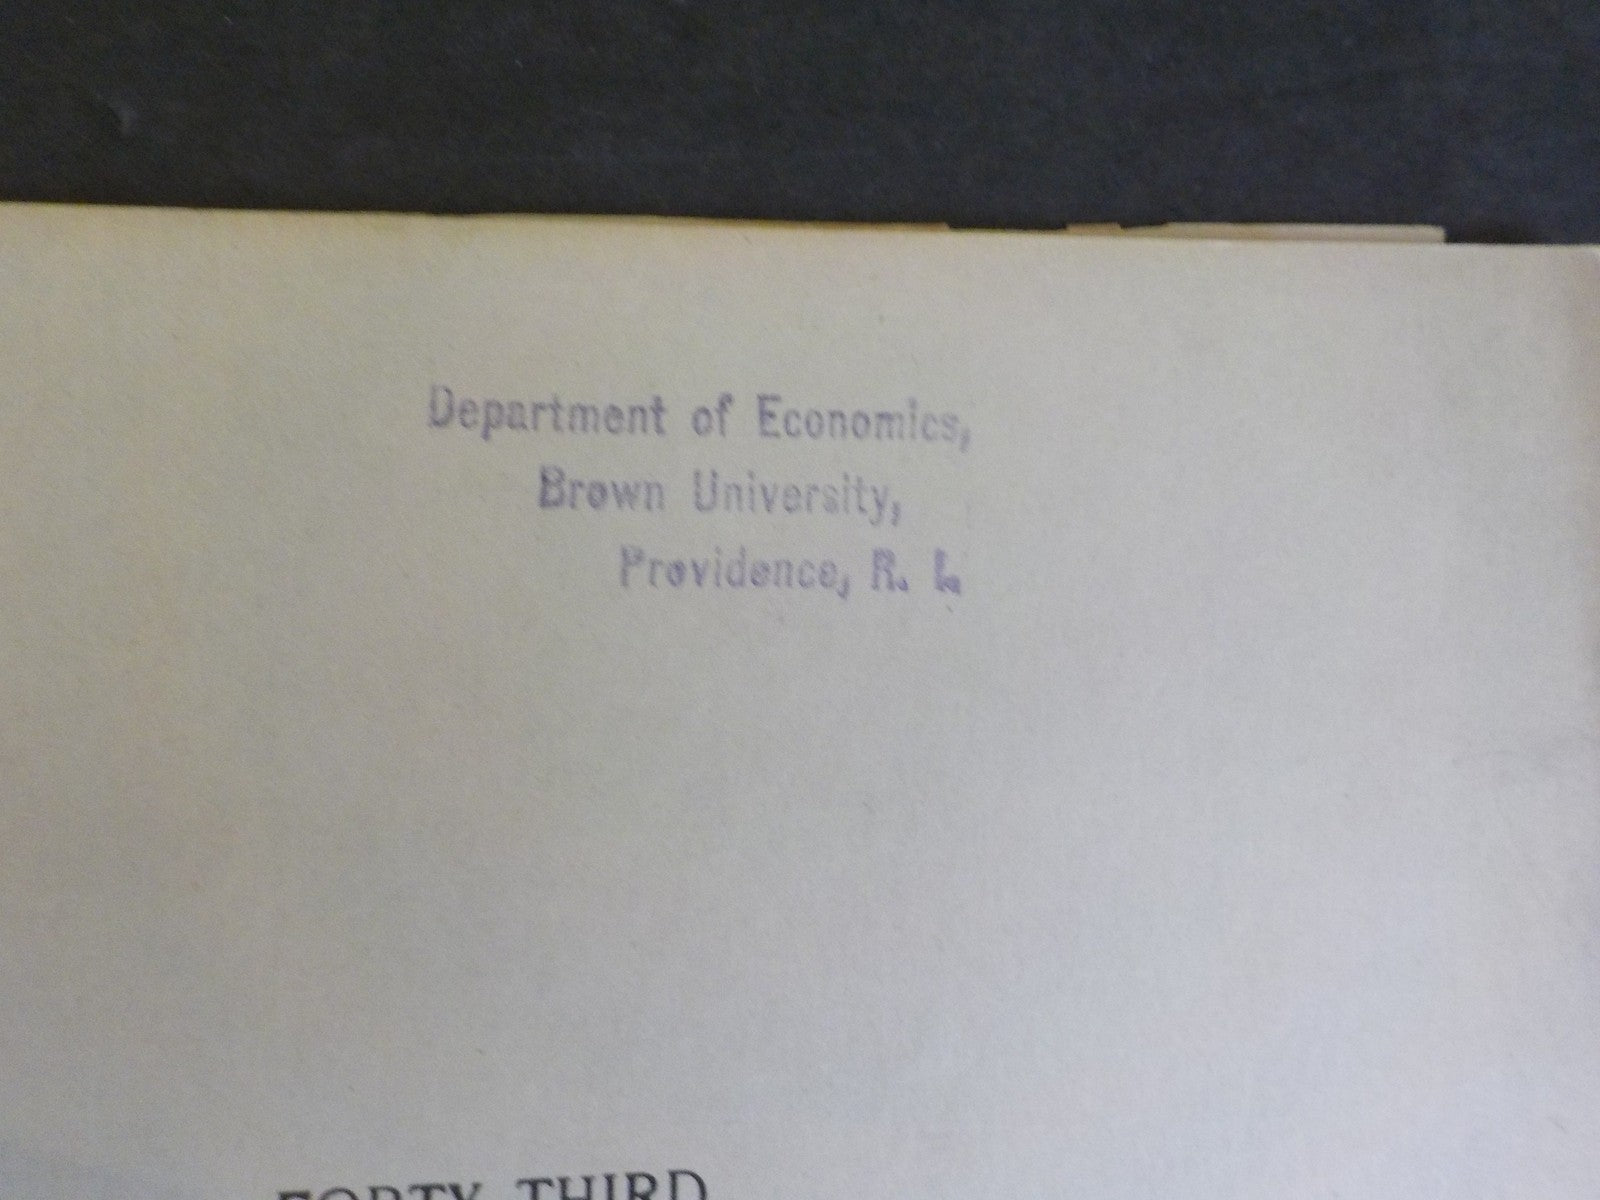 Department of Economics,
Brown University,
Providence, R. I.
FORTY THIRD